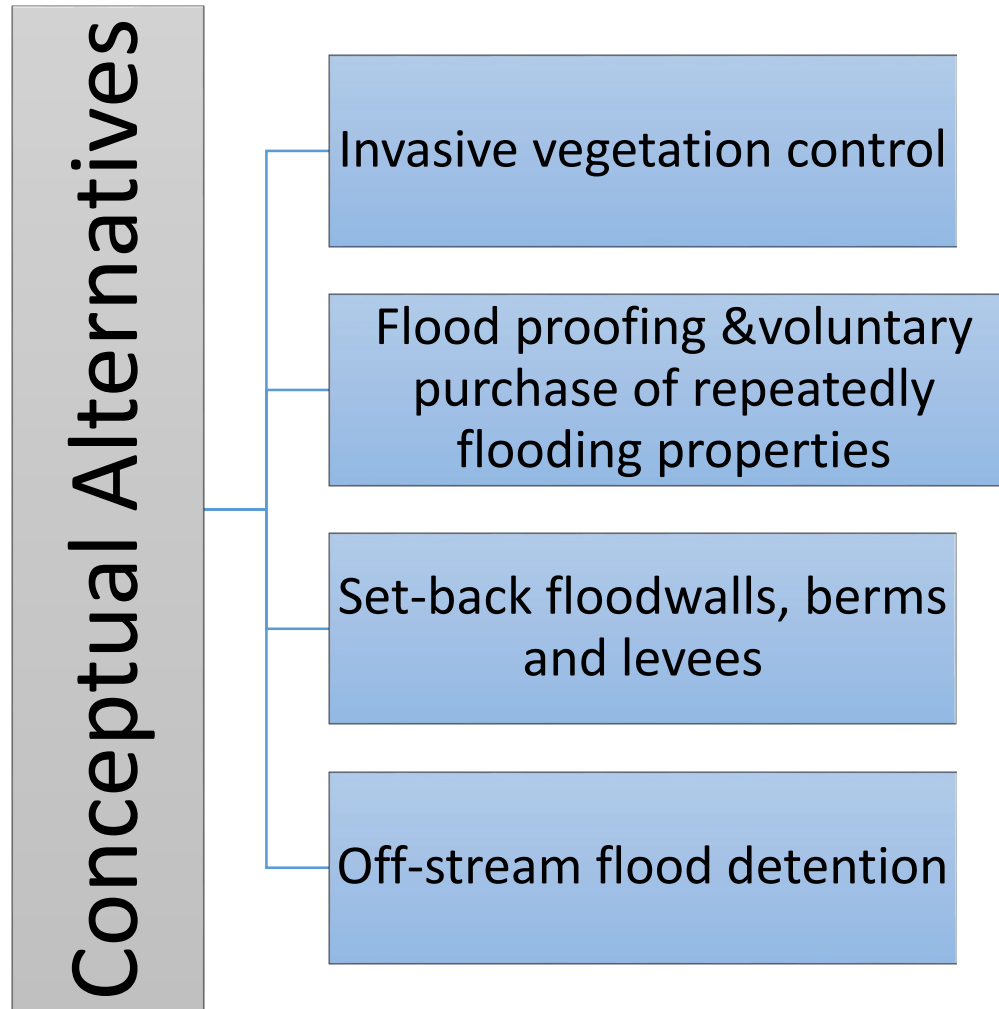 Conceptual Alternatives
Invasive vegetation control
Flood proofing &voluntary
purchase of repeatedly
flooding properties
Set-back floodwalls, berms
and levees
Off-stream flood detention